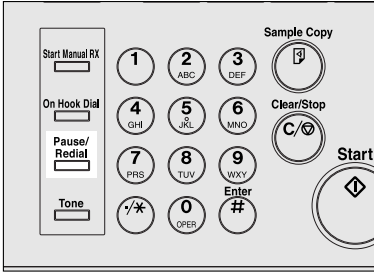 Sample Copy
Start Manual RX
1
2
ABC
3
DEF
On Hook Dial
4
GHI
5
JKL
6
MNO
Clear/Stop
C/
Pause/
Redial
7
PRS
8
TUV
9
WXY
Start
Tone
·/*
0
OPER
Enter
#